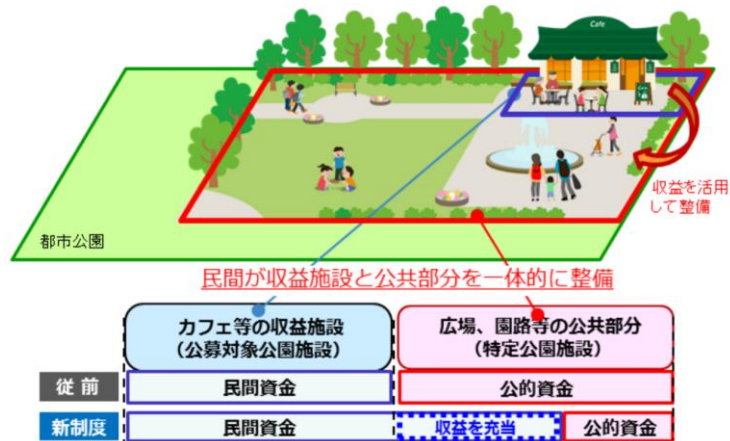 Cafe
収益を活用
して整備
都市公園
民間が収益施設と公共部分を一体的に整備
カフェ等の収益施設
（公募対象公園施設）
広場、園路等の公共部分
（特定公園施設）
従前
民間資金
公的資金
新制度
民間資金
収益を充当
公的資金